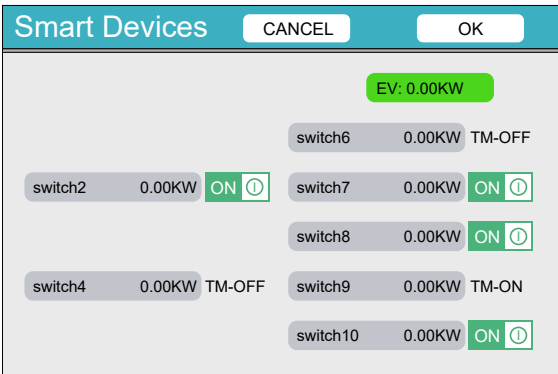 Smart Devices CANCEL OK
EV: 0.00KW
switch6 0.00KW TM-OFF
switch2 0.00KW ON switch7 0.00KW ON
switch8 0.00KW ON
switch4 0.00KW TM-OFF switch9 0.00KW TM-ON
switch10 0.00KW ON